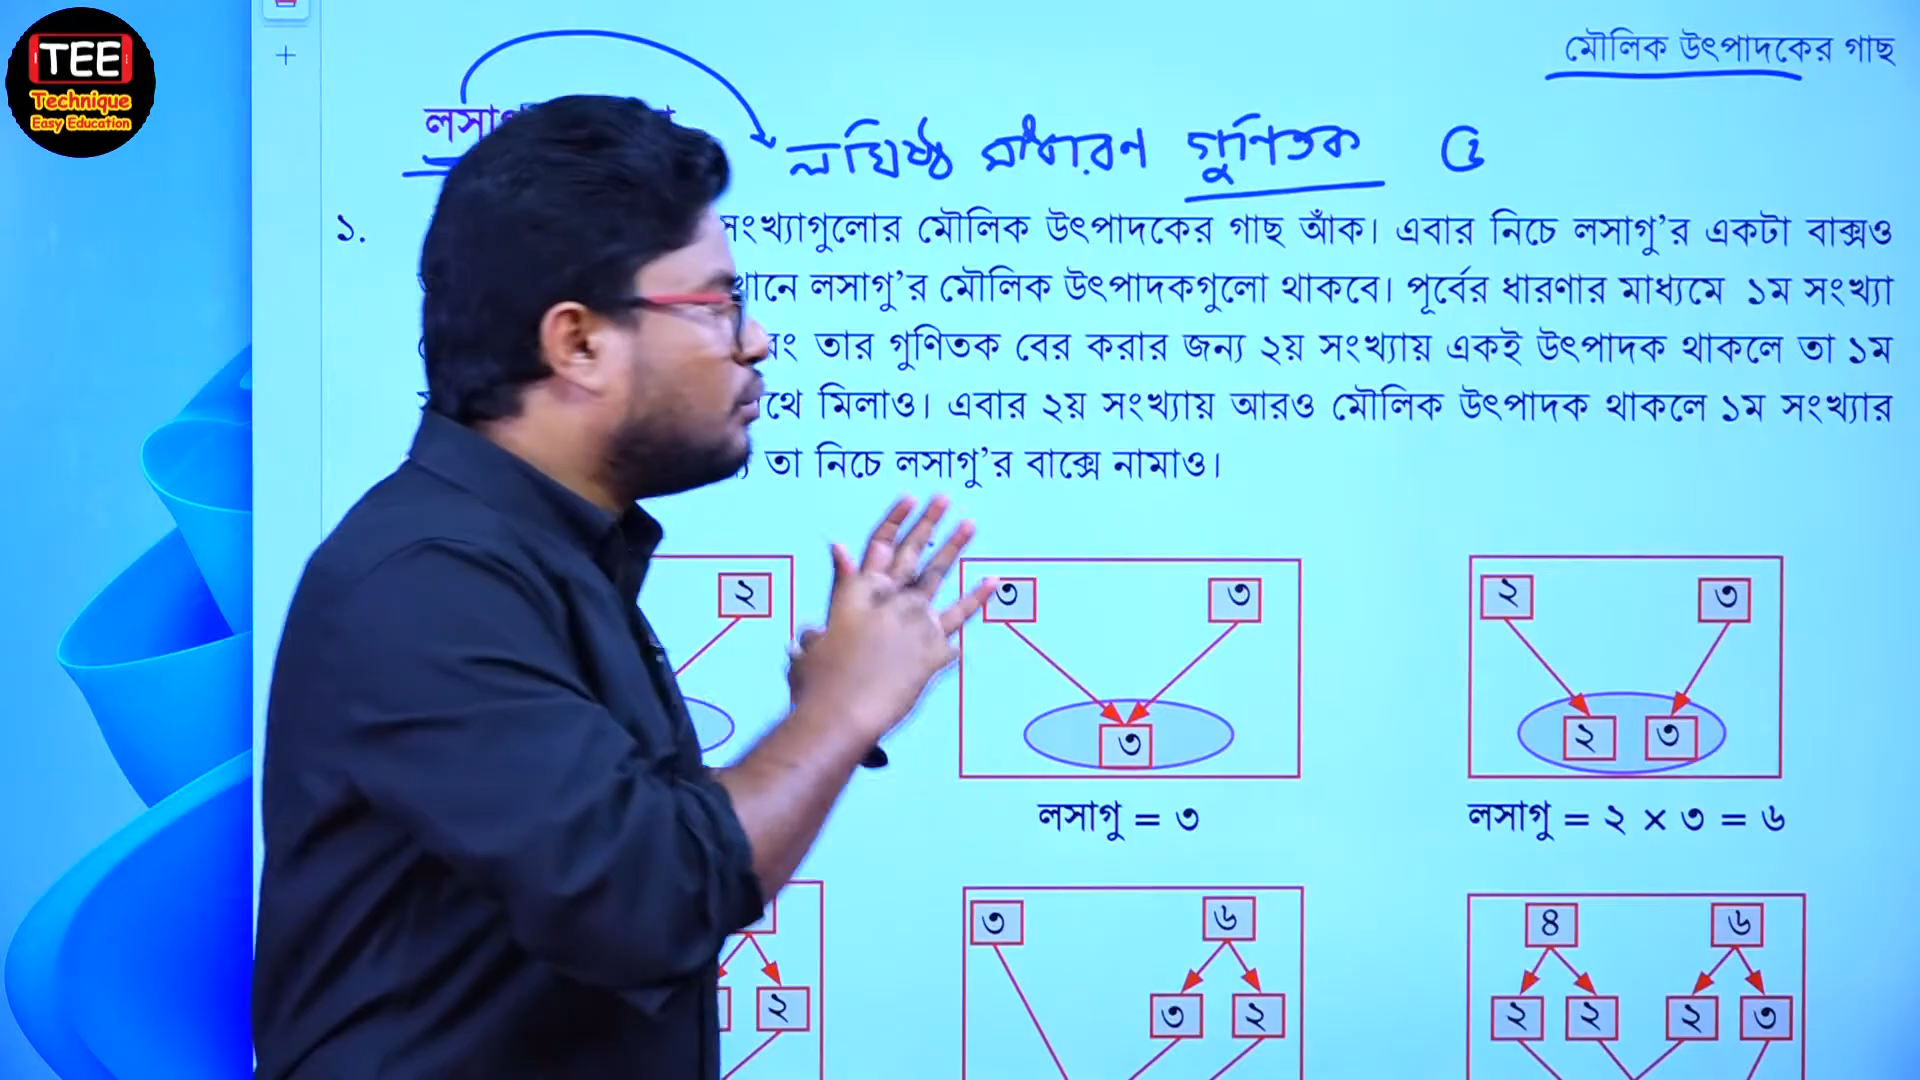 TEE
Technique
Easy Education
মৌলিক উৎপাদকের গাছ
লঘিষ্ঠ সাধারণ গুণিতক
১. সংখ্যাগুলোর মৌলিক উৎপাদকের গাছ আঁক। এবার নিচে লসাগু’র একটা বাক্সও
লসাগু’র মৌলিক উৎপাদকগুলো থাকবে। পূর্বের ধারণার মাধ্যমে ১ম সংখ্যা
তার গুণিতক বের করার জন্য ২য় সংখ্যায় একই উৎপাদক থাকলে তা ১ম
মিলাও। এবার ২য় সংখ্যায় আরও মৌলিক উৎপাদক থাকলে ১ম সংখ্যার
তা নিচে লসাগু’র বাক্সে নামাও।
২ ৩ ৩ ২ ৩
৩ ২ ৩
লসাগু = ৩ লসাগু = ২ × ৩ = ৬
৩ ৬ ৪ ৬
২ ৩ ২ ২ ২ ২ ৩